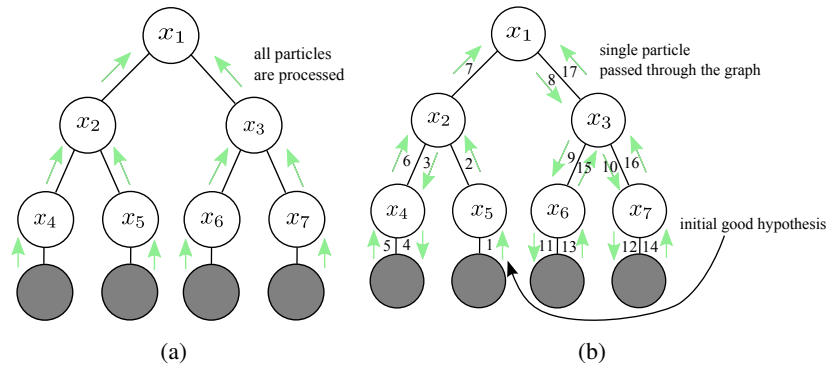 x1
all particles
are processed
x2
x3
x4
x5
x6
x7
(a)
x1
single particle
passed through the graph
7
8
17
x2
x3
6
3
2
9
15
10
16
x4
x5
x6
x7
initial good hypothesis
5
4
1
11
13
12
14
(b)